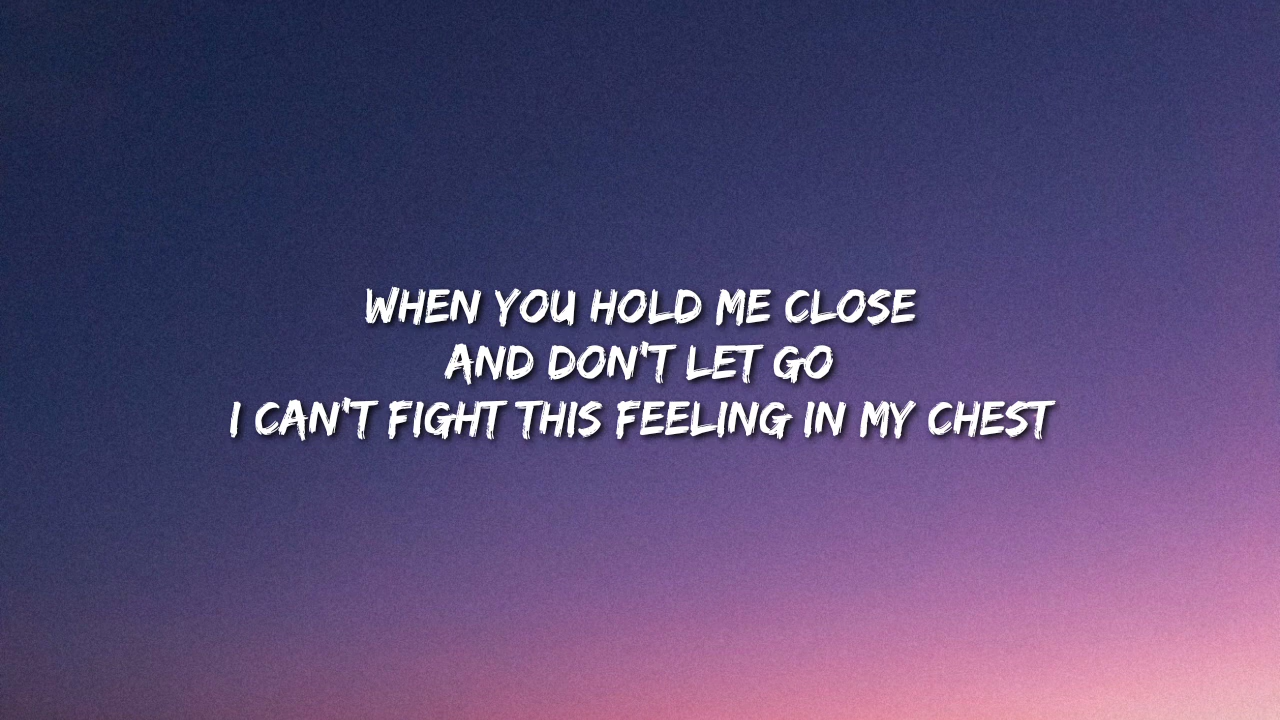 WHEN YOU HOLD ME CLOSE
AND DON'T LET GO
I CAN'T FIGHT THIS FEELING IN MY CHEST